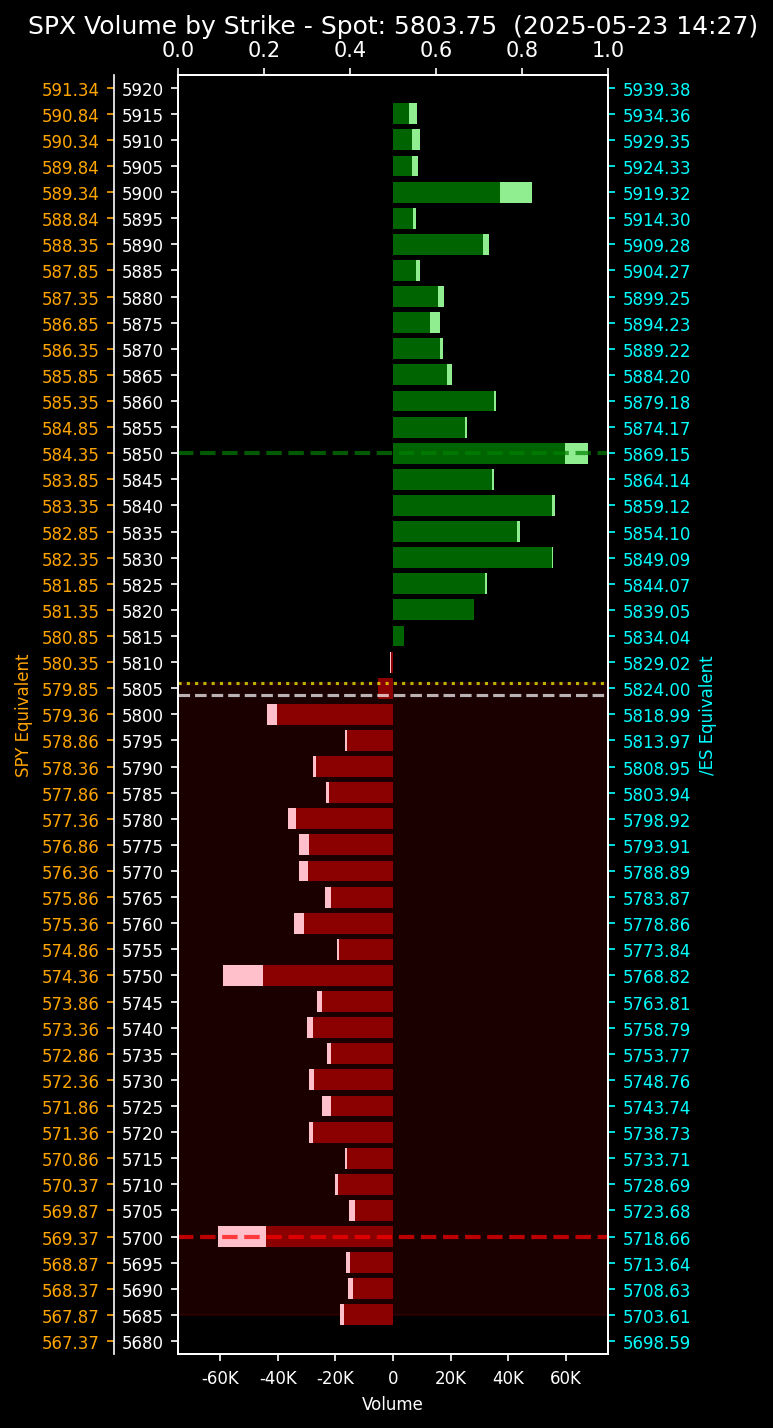 SPX Volume by Strike - Spot: 5803.75 (2025-05-23 14:27)
0.0 0.2 0.4 0.6 0.8 1.0
591.34 5920 5939.38
590.84 5915 5934.36
590.34 5910 5929.35
589.84 5905 5924.33
589.34 5900 5919.32
588.84 5895 5914.30
588.35 5890 5909.28
587.85 5885 5904.27
587.35 5880 5899.25
586.85 5875 5894.23
586.35 5870 5889.22
585.85 5865 5884.20
585.35 5860 5879.18
584.85 5855 5874.17
584.35 5850 5869.15
583.85 5845 5864.14
583.35 5840 5859.12
582.85 5835 5854.10
582.35 5830 5849.09
581.85 5825 5844.07
581.35 5820 5839.05
580.85 5815 5834.04
580.35 5810 5829.02
579.85 5805 5824.00
579.36 5800 5818.99
578.86 5795 5813.97
578.36 5790 5808.95
577.86 5785 5803.94
577.36 5780 5798.92
576.86 5775 5793.91
576.36 5770 5788.89
575.86 5765 5783.87
575.36 5760 5778.86
574.86 5755 5773.84
574.36 5750 5768.82
573.86 5745 5763.81
573.36 5740 5758.79
572.86 5735 5753.77
572.36 5730 5748.76
571.86 5725 5743.74
571.36 5720 5738.73
570.86 5715 5733.71
570.37 5710 5728.69
569.87 5705 5723.68
569.37 5700 5718.66
568.87 5695 5713.64
568.37 5690 5708.63
567.87 5685 5703.61
567.37 5680 5698.59
SPY Equivalent
/ES Equivalent
-60K -40K -20K 0 20K 40K 60K
Volume